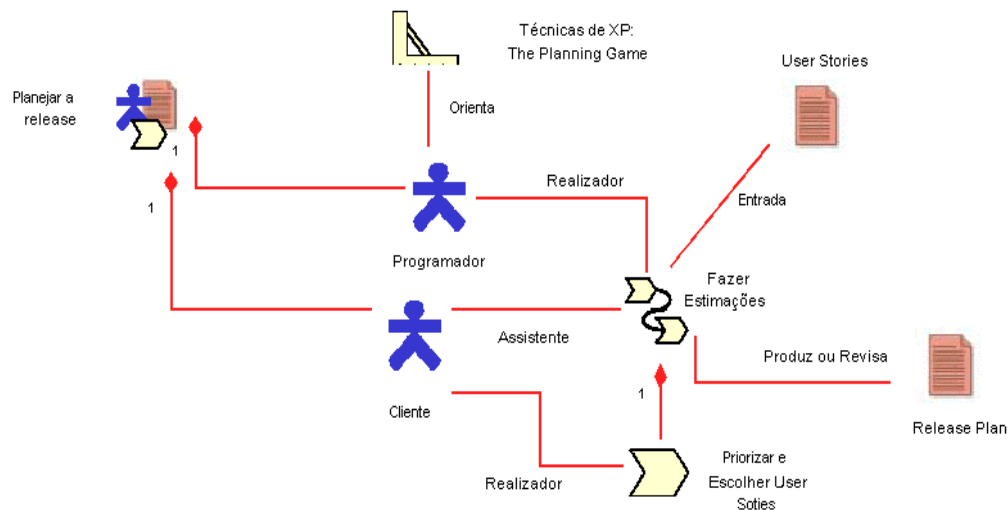 Técnicas de XP:
The Planning Game
User Stories
Planejar a
release
Orienta
1
Realizador
Entrada
1
Programador
Fazer
Estimações
Assistente
Produz ou Revisa
1
Cliente
Release Plan
Priorizar e
Escolher User
Soties
Realizador